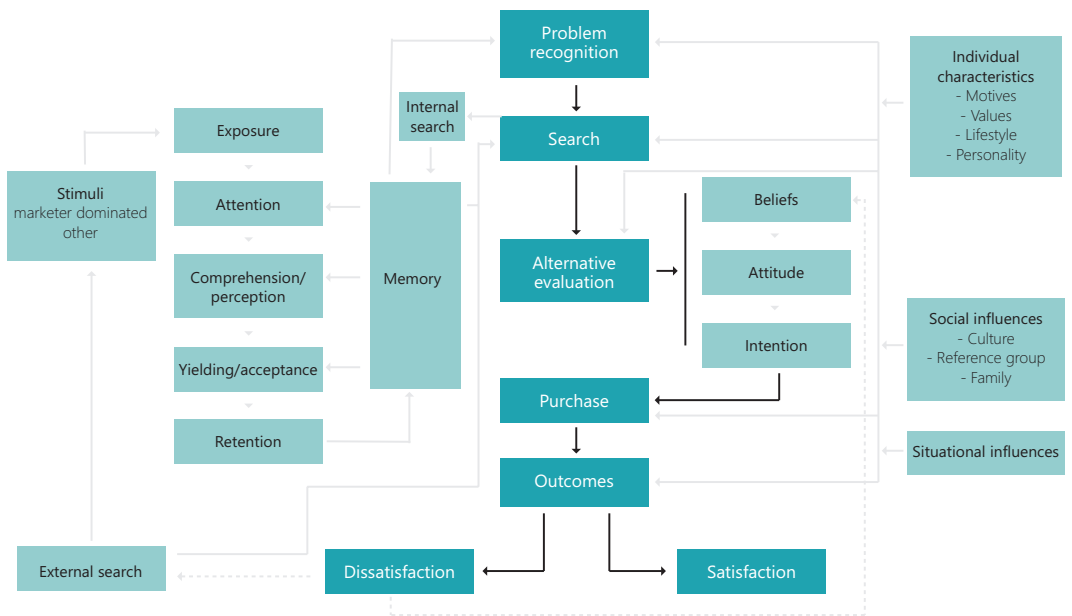 Problem
recognition
Individual
characteristics
- Motives
- Values
- Lifestyle
- Personality
Internal
search
Exposure
Search
Stimuli
marketer dominated
other
Attention
Beliefs
Comprehension/
perception
Memory
Alternative
evaluation
Attitude
Social influences
- Culture
- Reference group
- Family
Intention
Yielding/acceptance
Purchase
Retention
Situational influences
Outcomes
External search
Dissatisfaction
Satisfaction